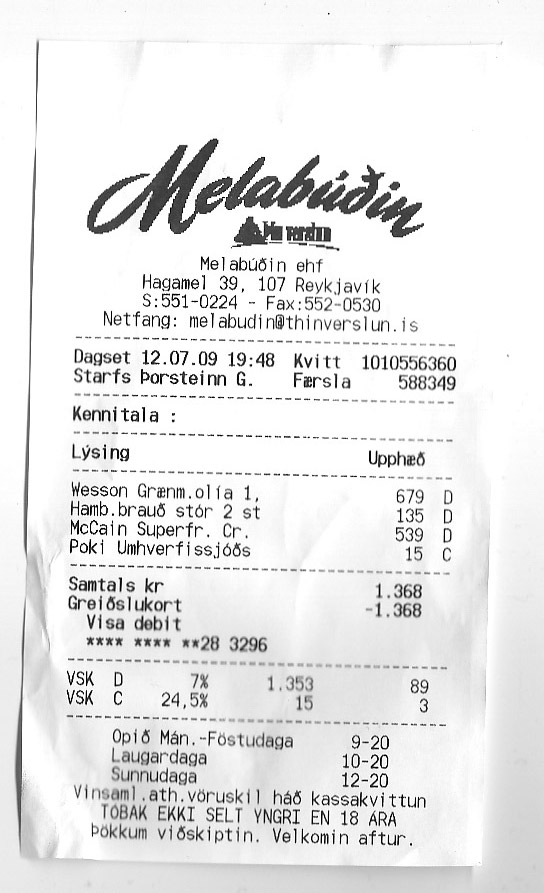 Melabúðin
Þín verslun
Melabúðin ehf
Hagamel 39, 107 Reykjavík
S:551-0224 - Fax:552-0530
Netfang: melabudin@thinverslun.is
Dagset 12.07.09 19:48 Kvitt 1010556360
Starfs Þorsteinn G. Færsla 588349
Kennitala :
Lýsing Upphæð
Wesson Grænm.olía 1, 679 D
Hamb.brauð stór 2 st 135 D
McCain Superfr. Cr. 539 D
Poki Umhverfissjóðs 15 C
Samtals kr 1.368
Greiðslukort -1.368
Visa debit
**** **** **28 3296
VSK D 7% 1.353 89
VSK C 24,5% 15 3
Opið Mán.-Föstudaga 9-20
Laugardaga 10-20
Sunnudaga 12-20
Vinsaml.ath.vöruskil háð kassakvittun
TÓBAK EKKI SELT YNGRI EN 18 ÁRA
Þökkum viðskiptin. Velkomin aftur.